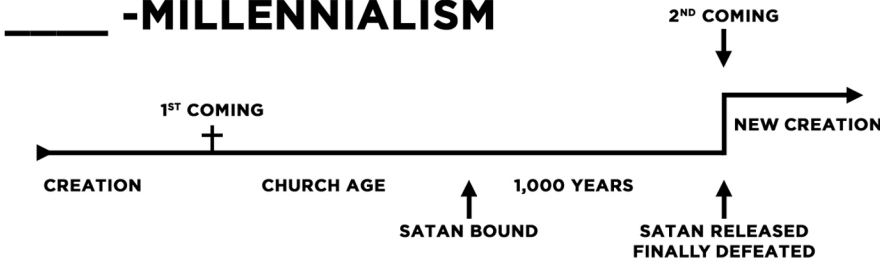 ____ -MILLENNIALISM
2ND COMING
1ST COMING
NEW CREATION
CREATION
CHURCH AGE
1,000 YEARS
SATAN BOUND
SATAN RELEASED
FINALLY DEFEATED